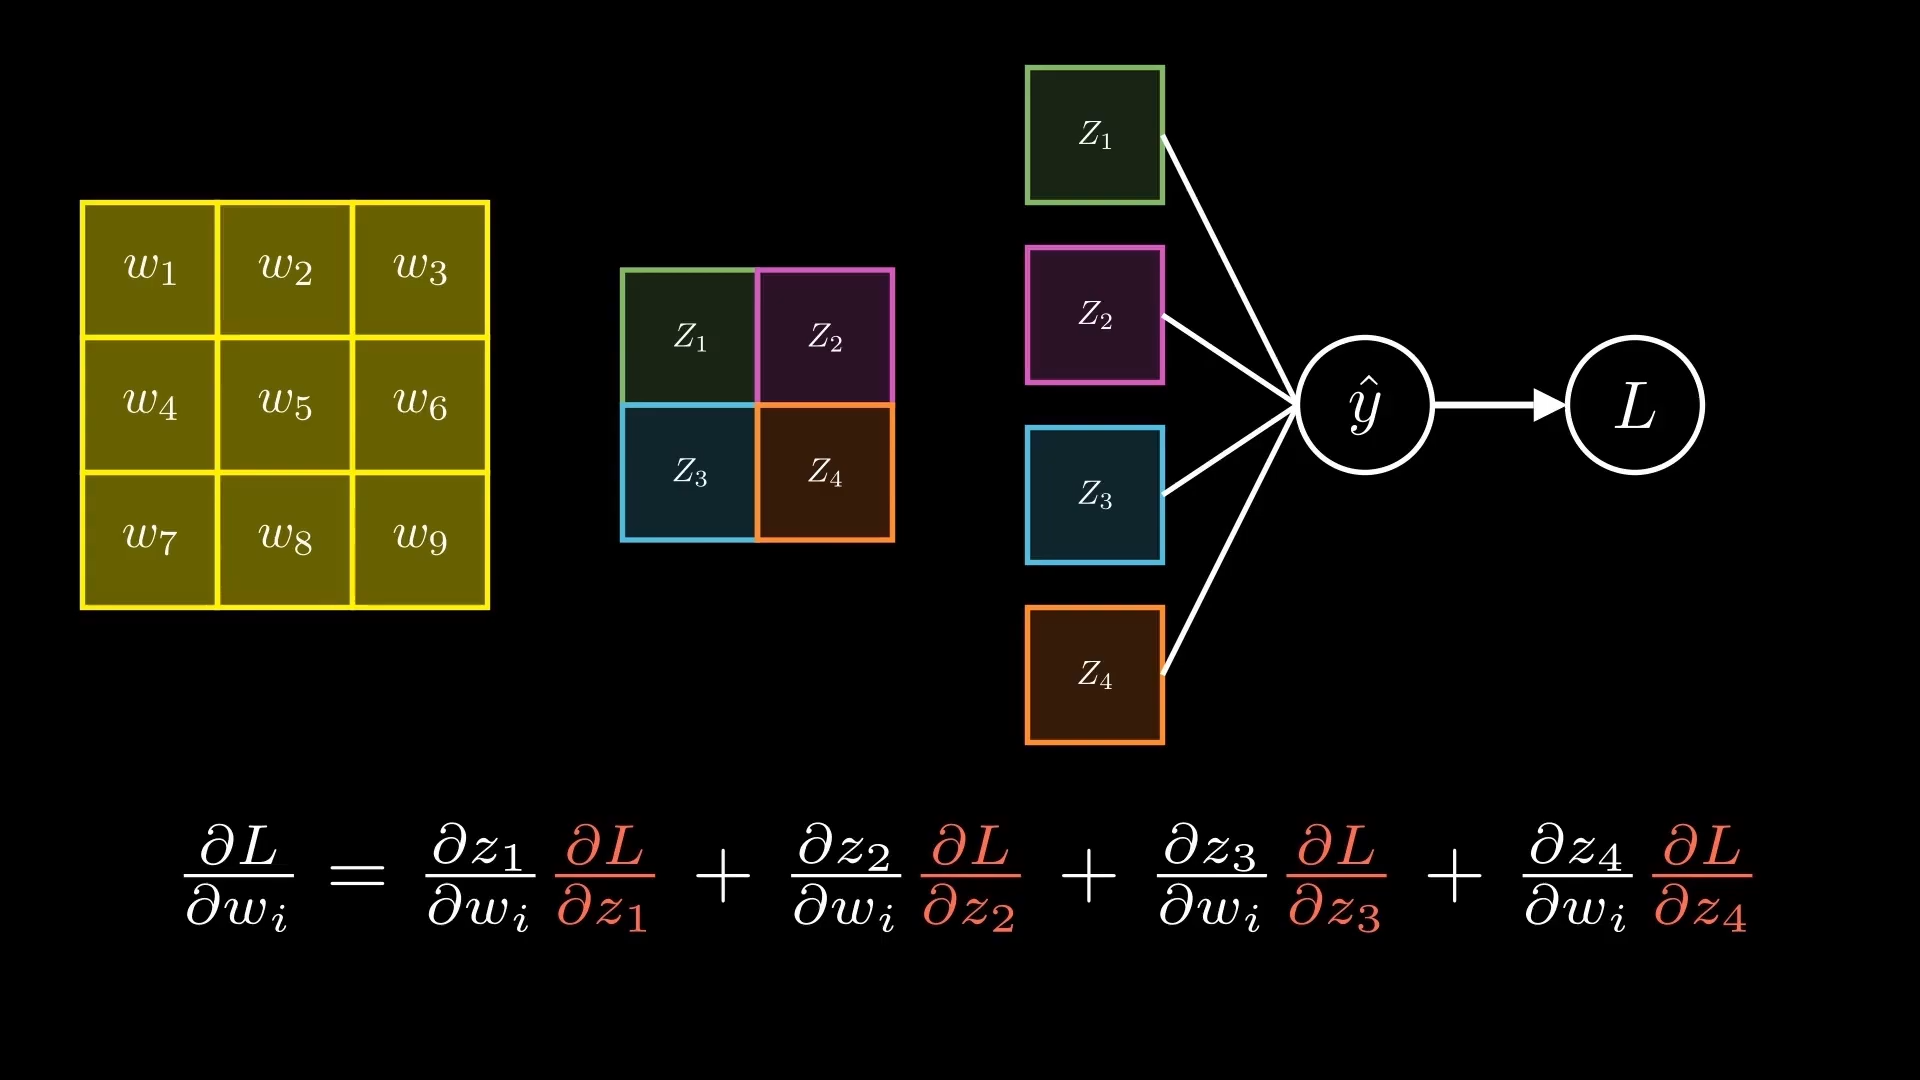 w₁ w₂ w₃
w₄ w₅ w₆
w₇ w₈ w₉
z₁ z₂
z₃ z₄
z₁
z₂
z₃
z₄
ŷ
L
∂L/∂wᵢ = ∂z₁/∂wᵢ ∂L/∂z₁ + ∂z₂/∂wᵢ ∂L/∂z₂ + ∂z₃/∂wᵢ ∂L/∂z₃ + ∂z₄/∂wᵢ ∂L/∂z₄